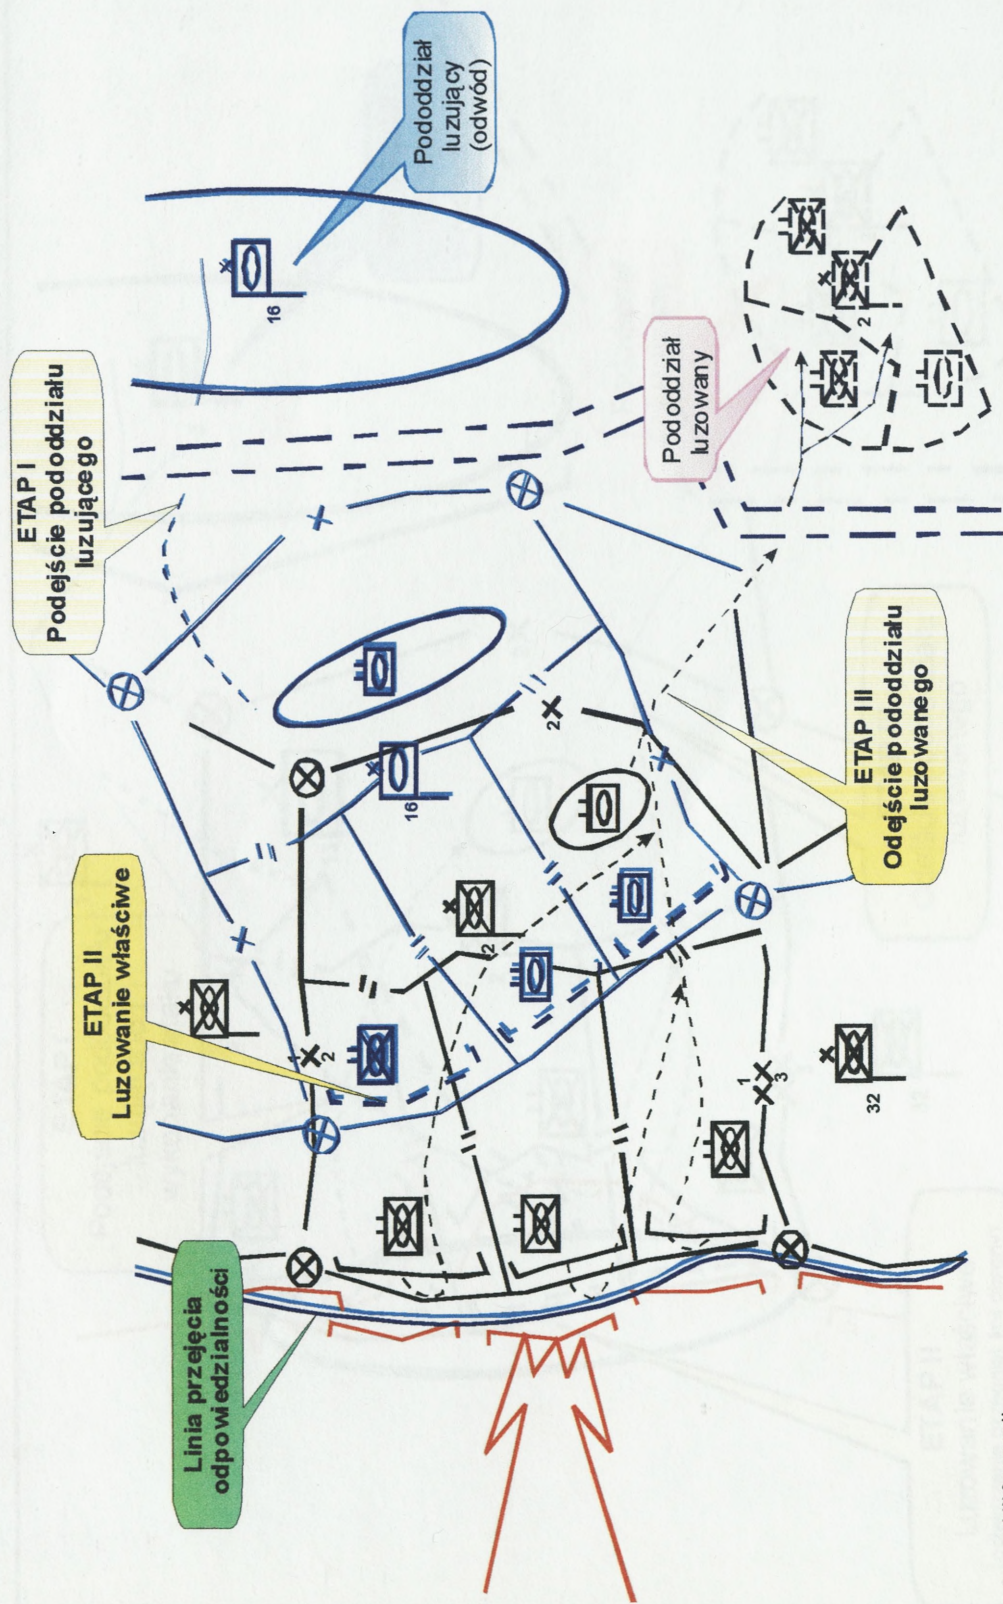 Linia przejęcia
odpowiedzialności
ETAP II
Luzowanie właściwe
ETAP I
Podejście pododdziału
luzującego
Pododdział
luzujący
(odwód)
16
1
2
2
16
2
1
3
32
ETAP III
Odejście pododdziału
luzowanego
Pododdział
luzowany
2